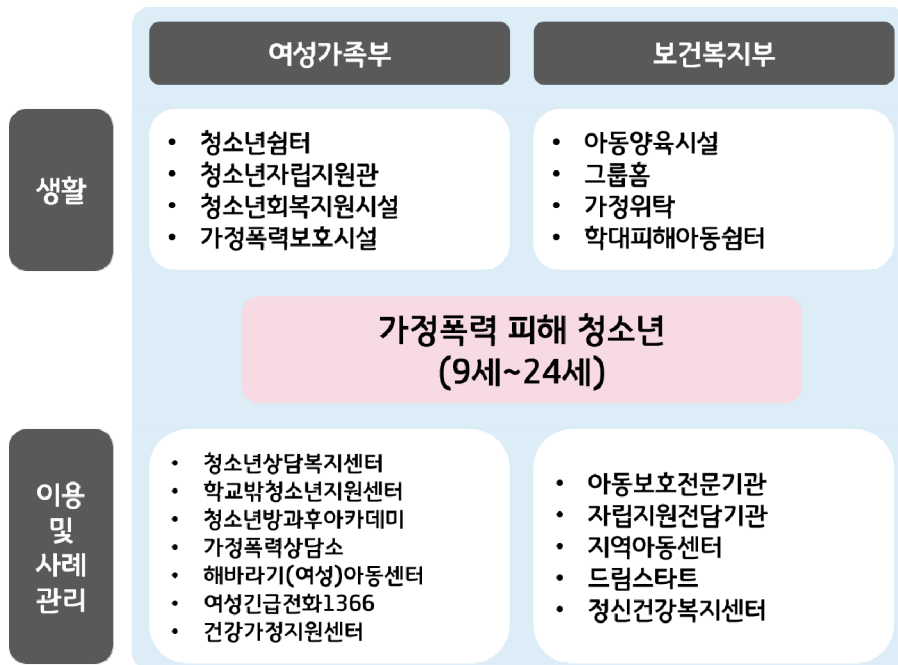 여성가족부
보건복지부
생활
• 청소년쉼터
• 청소년자립지원관
• 청소년회복지원시설
• 가정폭력보호시설
• 아동양육시설
• 그룹홈
• 가정위탁
• 학대피해아동쉼터
가정폭력 피해 청소년
(9세~24세)
이용
및
사례
관리
• 청소년상담복지센터
• 학교밖청소년지원센터
• 청소년방과후아카데미
• 가정폭력상담소
• 해바라기(여성)아동센터
• 여성긴급전화1366
• 건강가정지원센터
• 아동보호전문기관
• 자립지원전담기관
• 지역아동센터
• 드림스타트
• 정신건강복지센터